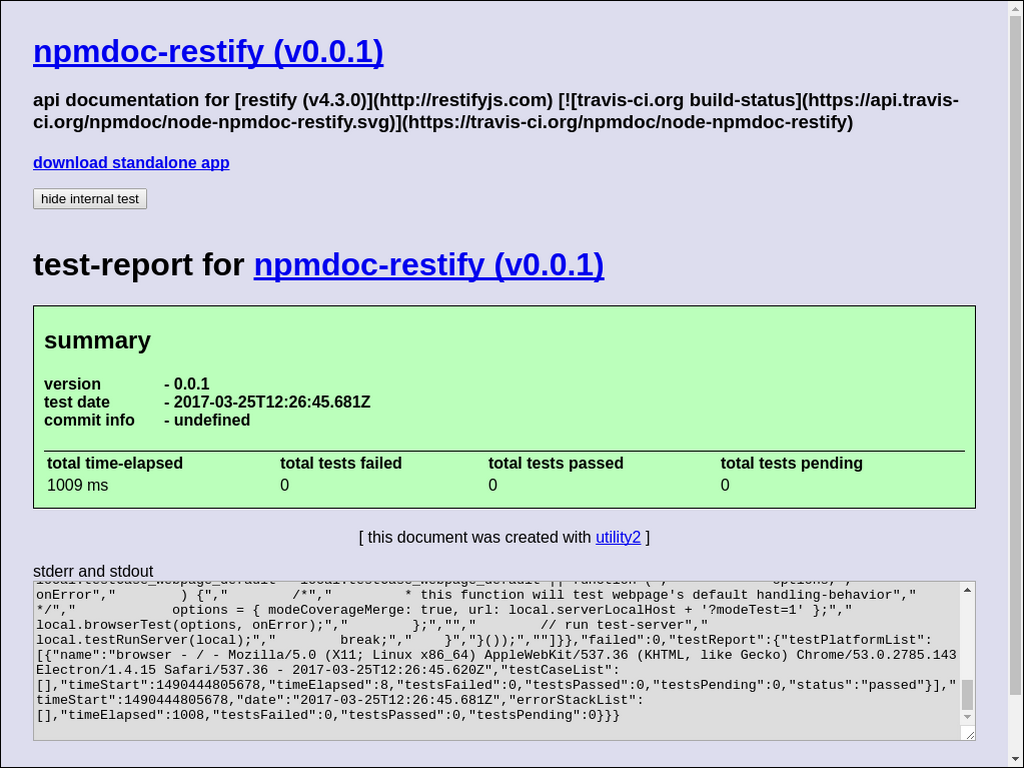 npmdoc-restify (v0.0.1)
api documentation for [restify (v4.3.0)](http://restifyjs.com) [![travis-ci.org build-status](https://api.travis-
ci.org/npmdoc/node-npmdoc-restify.svg)](https://travis-ci.org/npmdoc/node-npmdoc-restify)
download standalone app
hide internal test
test-report for npmdoc-restify (v0.0.1)
summary
version - 0.0.1
test date - 2017-03-25T12:26:45.681Z
commit info - undefined
total time-elapsed total tests failed total tests passed total tests pending
1009 ms 0 0 0
[ this document was created with utility2 ]
stderr and stdout
local.testCase_webpage_default = local.testCase_webpage_default || function (","            options,","
onError","        ) {","        /*","         * this function will test webpage's default handling-behavior","
*/","            options = { modeCoverageMerge: true, url: local.serverLocalHost + '?modeTest=1' };","
local.browserTest(options, onError);","        };","","        // run test-server","
local.testRunServer(local);","        break;","    }","}());",""]}},"failed":0,"testReport":{"testPlatformList":
[{"name":"browser - / - Mozilla/5.0 (X11; Linux x86_64) AppleWebKit/537.36 (KHTML, like Gecko) Chrome/53.0.2785.143
Electron/1.4.15 Safari/537.36 - 2017-03-25T12:26:45.620Z","testCaseList":
[],"timeStart":1490444805678,"timeElapsed":8,"testsFailed":0,"testsPassed":0,"testsPending":0,"status":"passed"}],"
timeStart":1490444805678,"date":"2017-03-25T12:26:45.681Z","errorStackList":
[],"timeElapsed":1008,"testsFailed":0,"testsPassed":0,"testsPending":0}}}